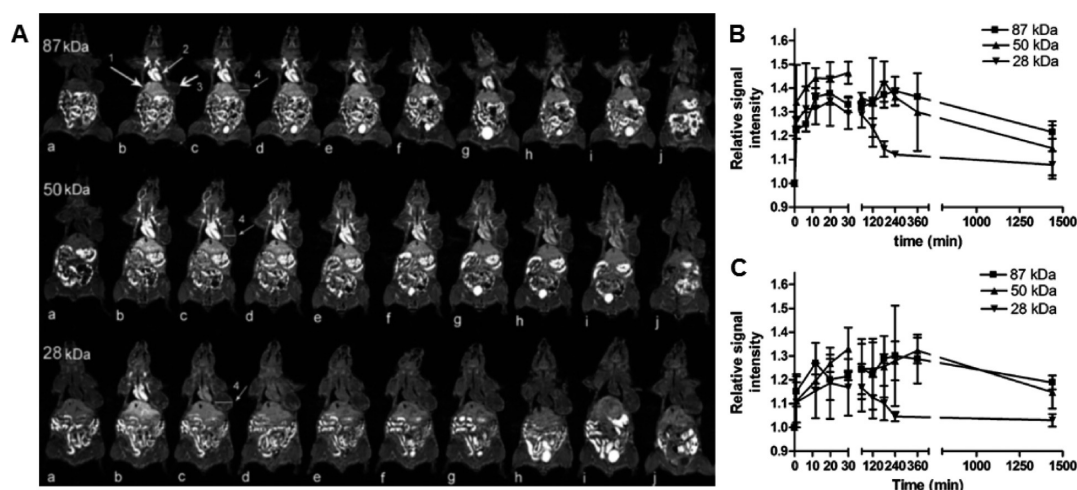 A
87 kDa
1
2
3
4
a b c d e f g h i j
50 kDa
4
a b c d e f g h i j
28 kDa
4
a b c d e f g h i j
B
87 kDa
50 kDa
28 kDa
Relative signal
intensity
1.6
1.5
1.4
1.3
1.2
1.1
1.0
0.9
0 10 20 30 120 240 360 1000 1250 1500
time (min)
C
87 kDa
50 kDa
28 kDa
Relative signal
intensity
1.6
1.5
1.4
1.3
1.2
1.1
1.0
0.9
0 10 20 30 120 240 360 1000 1250 1500
Time (min)